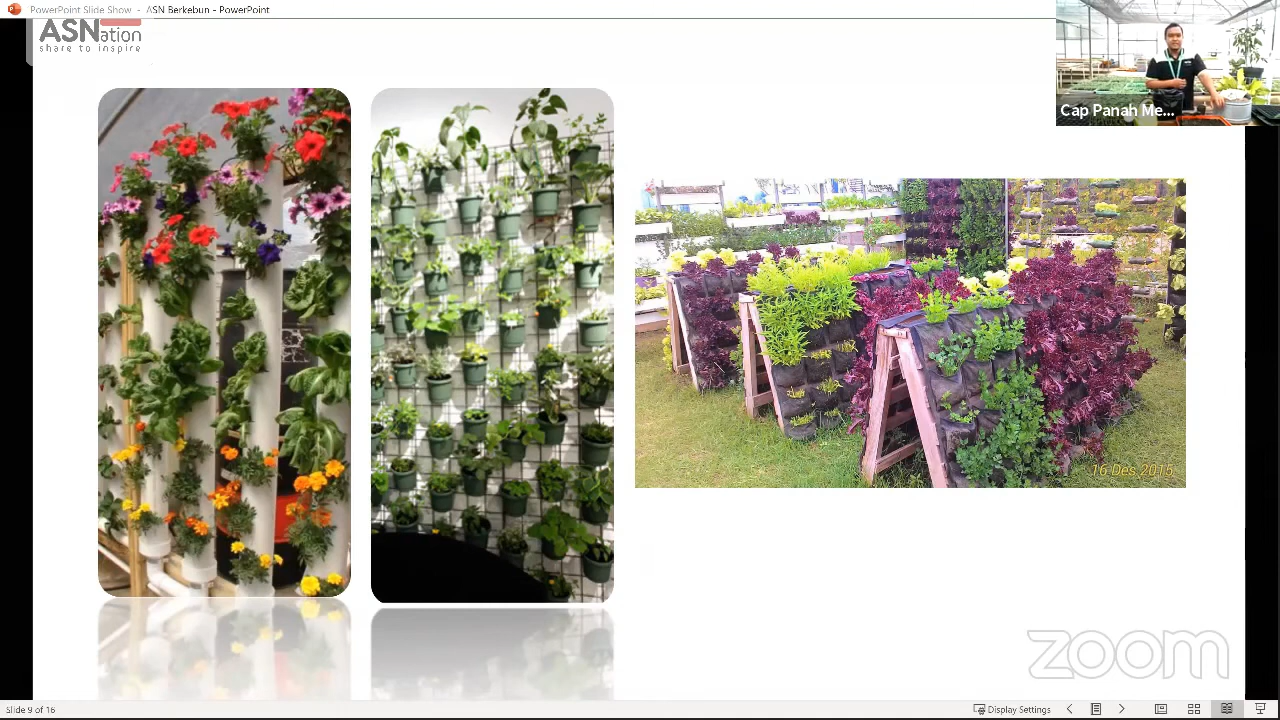 PowerPoint Slide Show - ASN Berkebun - PowerPoint
ASNation
share to inspire
Cap Panah Me...
16 Des 2015
zoom
Slide 9 of 16
Display Settings